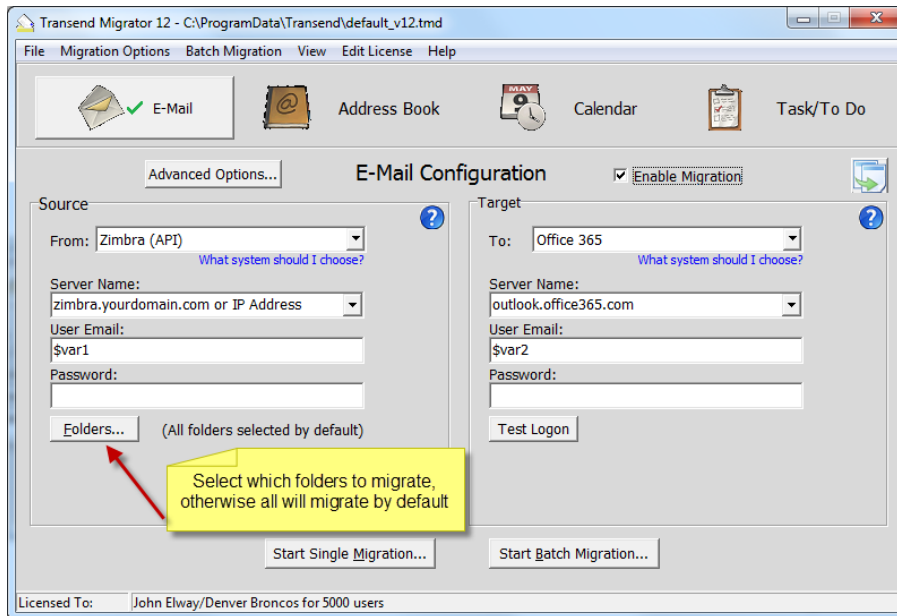 Transend Migrator 12 - C:\ProgramData\Transend\default_v12.tmd
File Migration Options Batch Migration View Edit License Help
E-Mail
@
Address Book
MAY
9
Calendar
Task/To Do
Advanced Options...
E-Mail Configuration
Enable Migration
Source
?
From: Zimbra (API)
What system should I choose?
Server Name:
zimbra.yourdomain.com or IP Address
User Email:
$var1
Password:
Folders... (All folders selected by default)
Select which folders to migrate,
otherwise all will migrate by default
Target
?
To: Office 365
What system should I choose?
Server Name:
outlook.office365.com
User Email:
$var2
Password:
Test Logon
Start Single Migration...
Start Batch Migration...
Licensed To: John Elway/Denver Broncos for 5000 users